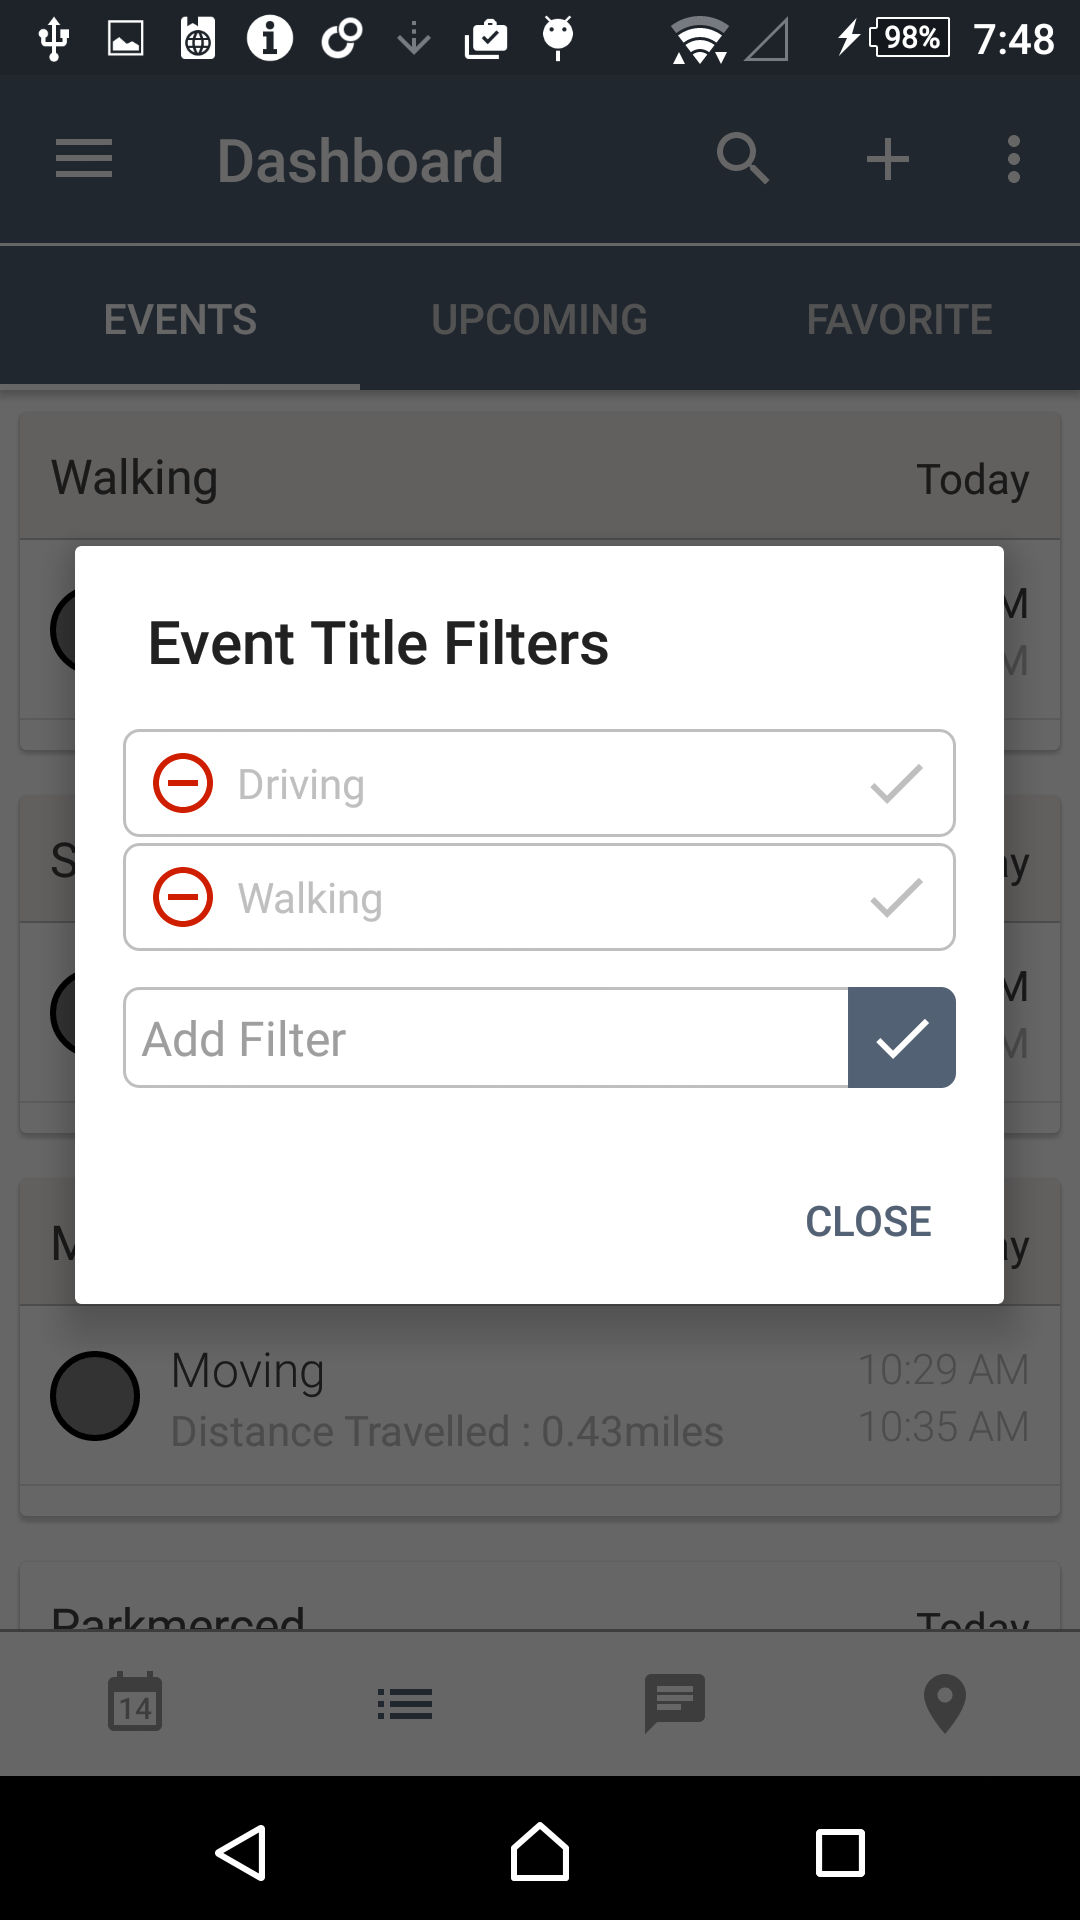 98% 7:48
Dashboard
EVENTS UPCOMING FAVORITE
Walking Today
Event Title Filters
Driving
Walking
Add Filter
CLOSE
Moving 10:29 AM
Distance Travelled : 0.43miles 10:35 AM
Parkmerced Today
14